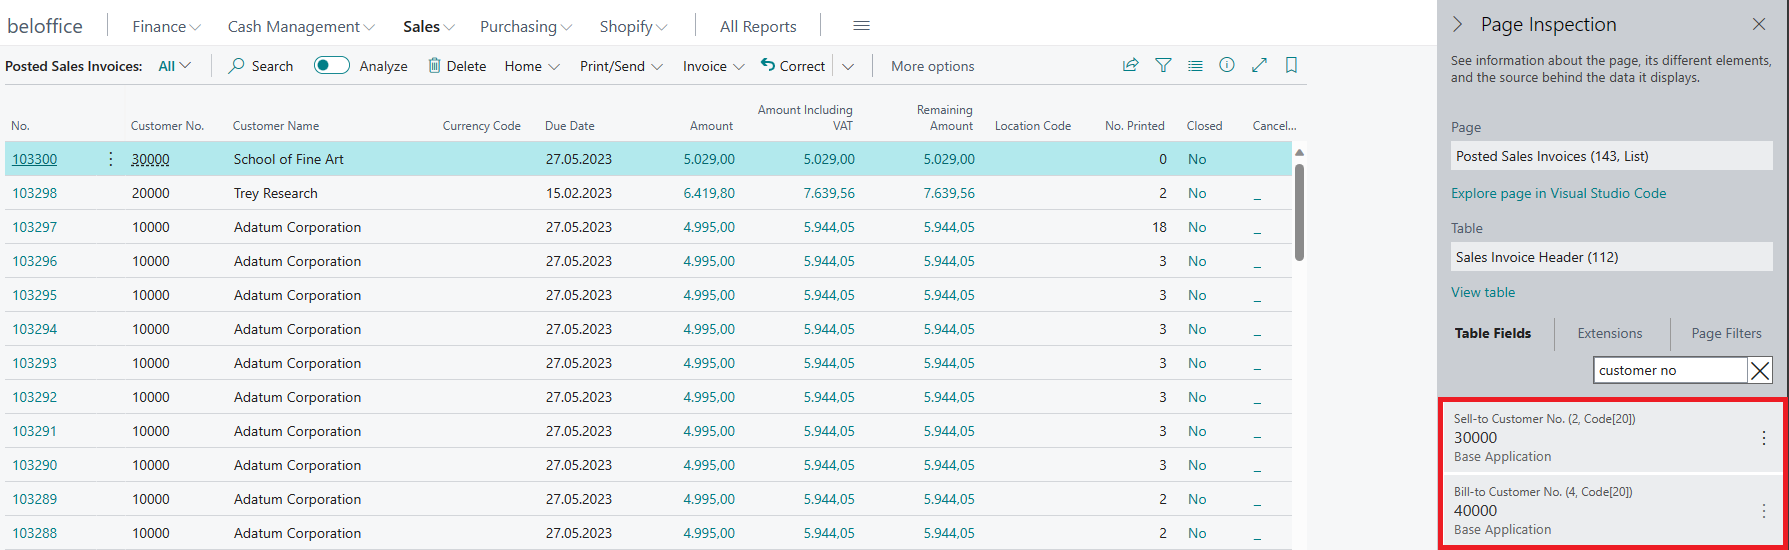 beloffice Finance Cash Management Sales Purchasing Shopify All Reports
Posted Sales Invoices: All Search Analyze Delete Home Print/Send Invoice Correct More options
No. Customer No. Customer Name Currency Code Due Date Amount Amount Including VAT Remaining Amount Location Code No. Printed Closed Cancel...
103300 30000 School of Fine Art 27.05.2023 5.029,00 5.029,00 5.029,00 0 No
103298 20000 Trey Research 15.02.2023 6.419,80 7.639,56 7.639,56 2 No _
103297 10000 Adatum Corporation 27.05.2023 4.995,00 5.944,05 5.944,05 18 No _
103296 10000 Adatum Corporation 27.05.2023 4.995,00 5.944,05 5.944,05 3 No _
103295 10000 Adatum Corporation 27.05.2023 4.995,00 5.944,05 5.944,05 3 No _
103294 10000 Adatum Corporation 27.05.2023 4.995,00 5.944,05 5.944,05 3 No _
103293 10000 Adatum Corporation 27.05.2023 4.995,00 5.944,05 5.944,05 3 No _
103292 10000 Adatum Corporation 27.05.2023 4.995,00 5.944,05 5.944,05 3 No _
103291 10000 Adatum Corporation 27.05.2023 4.995,00 5.944,05 5.944,05 3 No _
103290 10000 Adatum Corporation 27.05.2023 4.995,00 5.944,05 5.944,05 3 No _
103289 10000 Adatum Corporation 27.05.2023 4.995,00 5.944,05 5.944,05 2 No _
103288 10000 Adatum Corporation 27.05.2023 4.995,00 5.944,05 5.944,05 2 No _
Page Inspection
See information about the page, its different elements,
and the source behind the data it displays.
Page
Posted Sales Invoices (143, List)
Explore page in Visual Studio Code
Table
Sales Invoice Header (112)
View table
Table Fields Extensions Page Filters
customer no
Sell-to Customer No. (2, Code[20])
30000
Base Application
Bill-to Customer No. (4, Code[20])
40000
Base Application